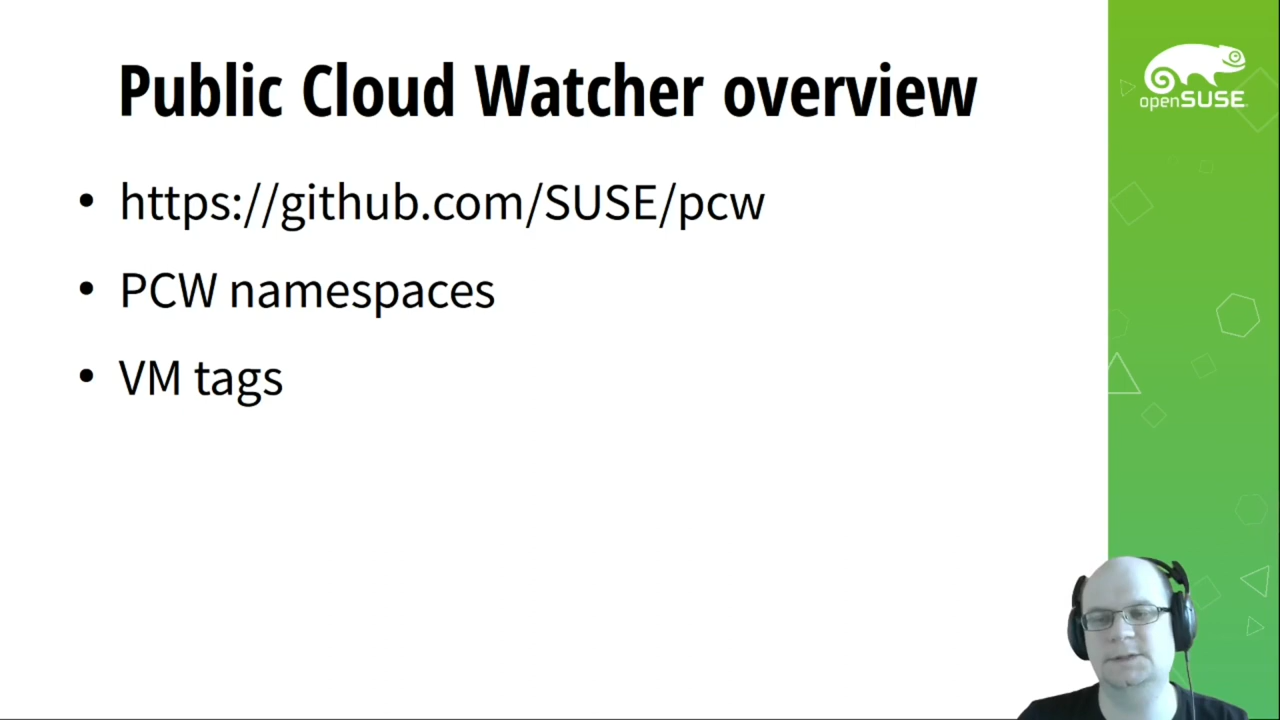 Public Cloud Watcher overview
openSUSE
• https://github.com/SUSE/pcw
• PCW namespaces
• VM tags